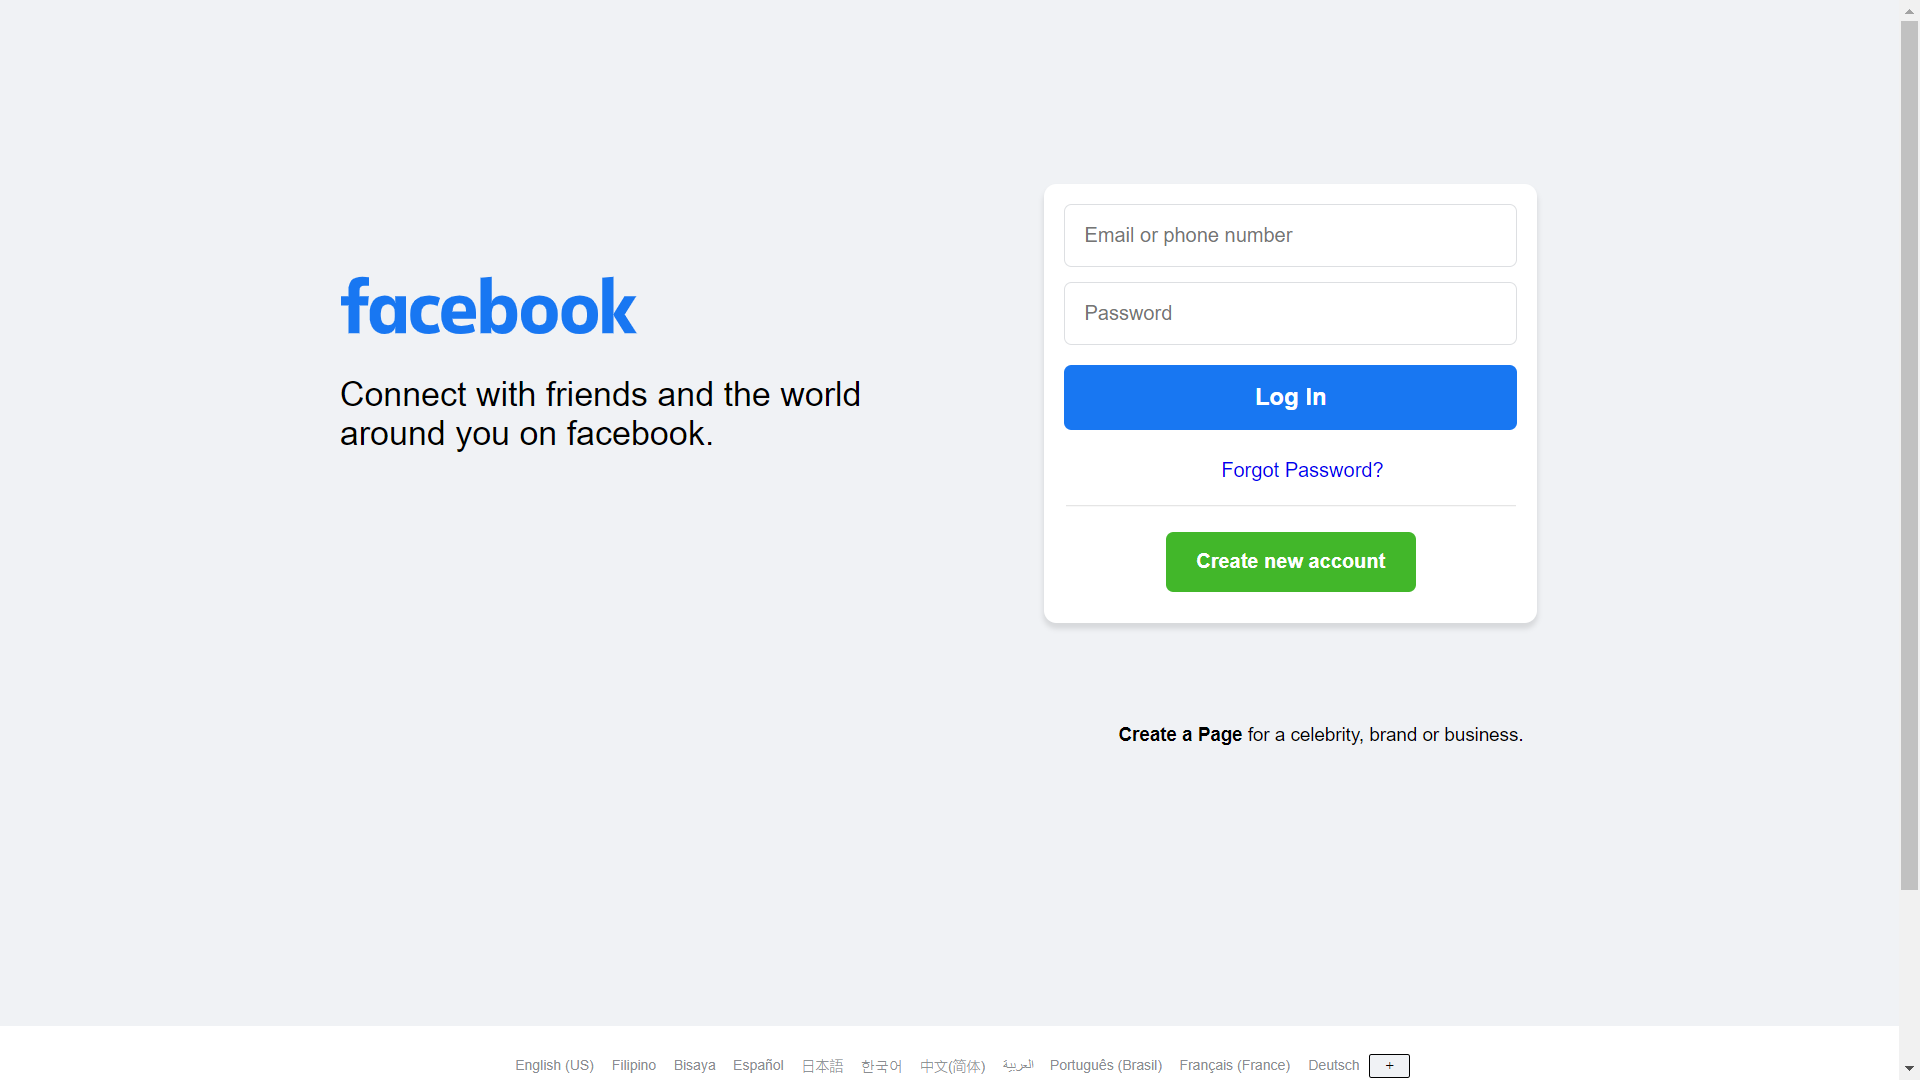 facebook
Connect with friends and the world
around you on facebook.
Email or phone number
Password
Log In
Forgot Password?
Create new account
Create a Page for a celebrity, brand or business.
English (US) Filipino Bisaya Español 日本語 한국어 中文(简体) العربية Português (Brasil) Français (France) Deutsch +